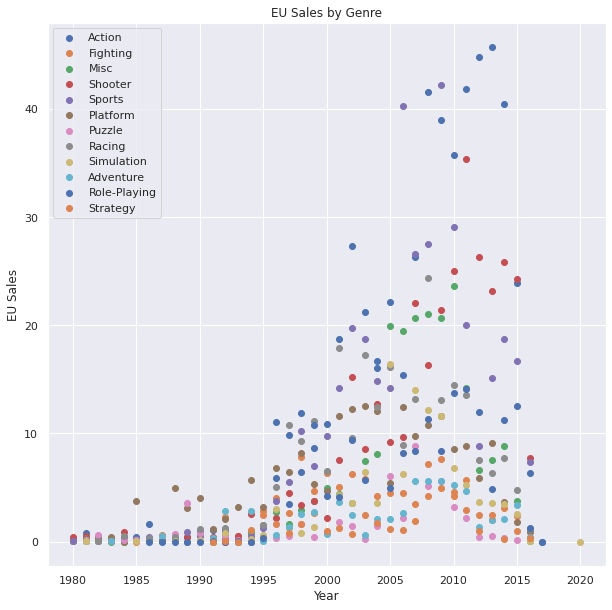 EU Sales by Genre
Action
Fighting
Misc
Shooter
Sports
Platform
Puzzle
Racing
Simulation
Adventure
Role-Playing
Strategy
40
30
20
10
0
EU Sales
1980 1985 1990 1995 2000 2005 2010 2015 2020
Year